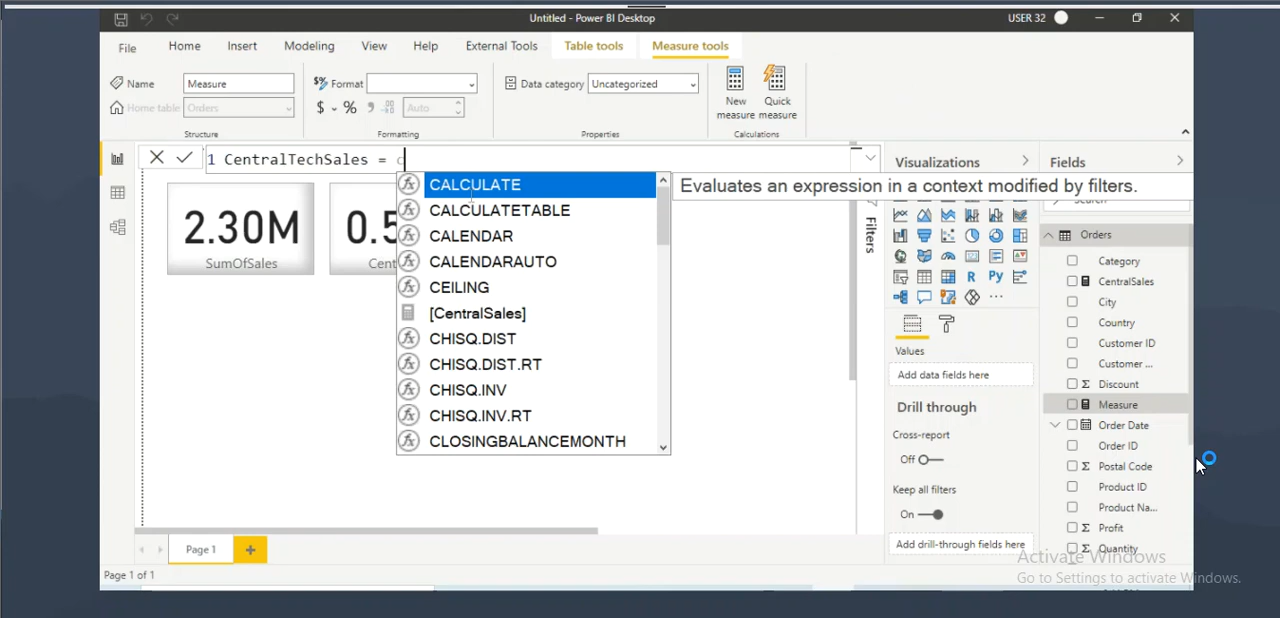 Untitled - Power BI Desktop
USER 32
File
Home
Insert
Modeling
View
Help
External Tools
Table tools
Measure tools
Name
Measure
Home table
Orders
Structure
Format
$
%
Auto
Formatting
Data category
Uncategorized
Properties
New measure
Quick measure
Calculations
1 CentralTechSales = c
CALCULATE
CALCULATETABLE
CALENDAR
CALENDARAUTO
CEILING
[CentralSales]
CHISQ.DIST
CHISQ.DIST.RT
CHISQ.INV
CHISQ.INV.RT
CLOSINGBALANCEMONTH
Evaluates an expression in a context modified by filters.
2.30M
SumOfSales
0.5
Cent
Filters
Visualizations
R
Py
Values
Add data fields here
Drill through
Cross-report
Off
Keep all filters
On
Add drill-through fields here
Fields
Orders
Category
CentralSales
City
Country
Customer ID
Customer ...
Discount
Measure
Order Date
Order ID
Postal Code
Product ID
Product Na...
Profit
Quantity
Page 1
+
Page 1 of 1
Activate Windows
Go to Settings to activate Windows.